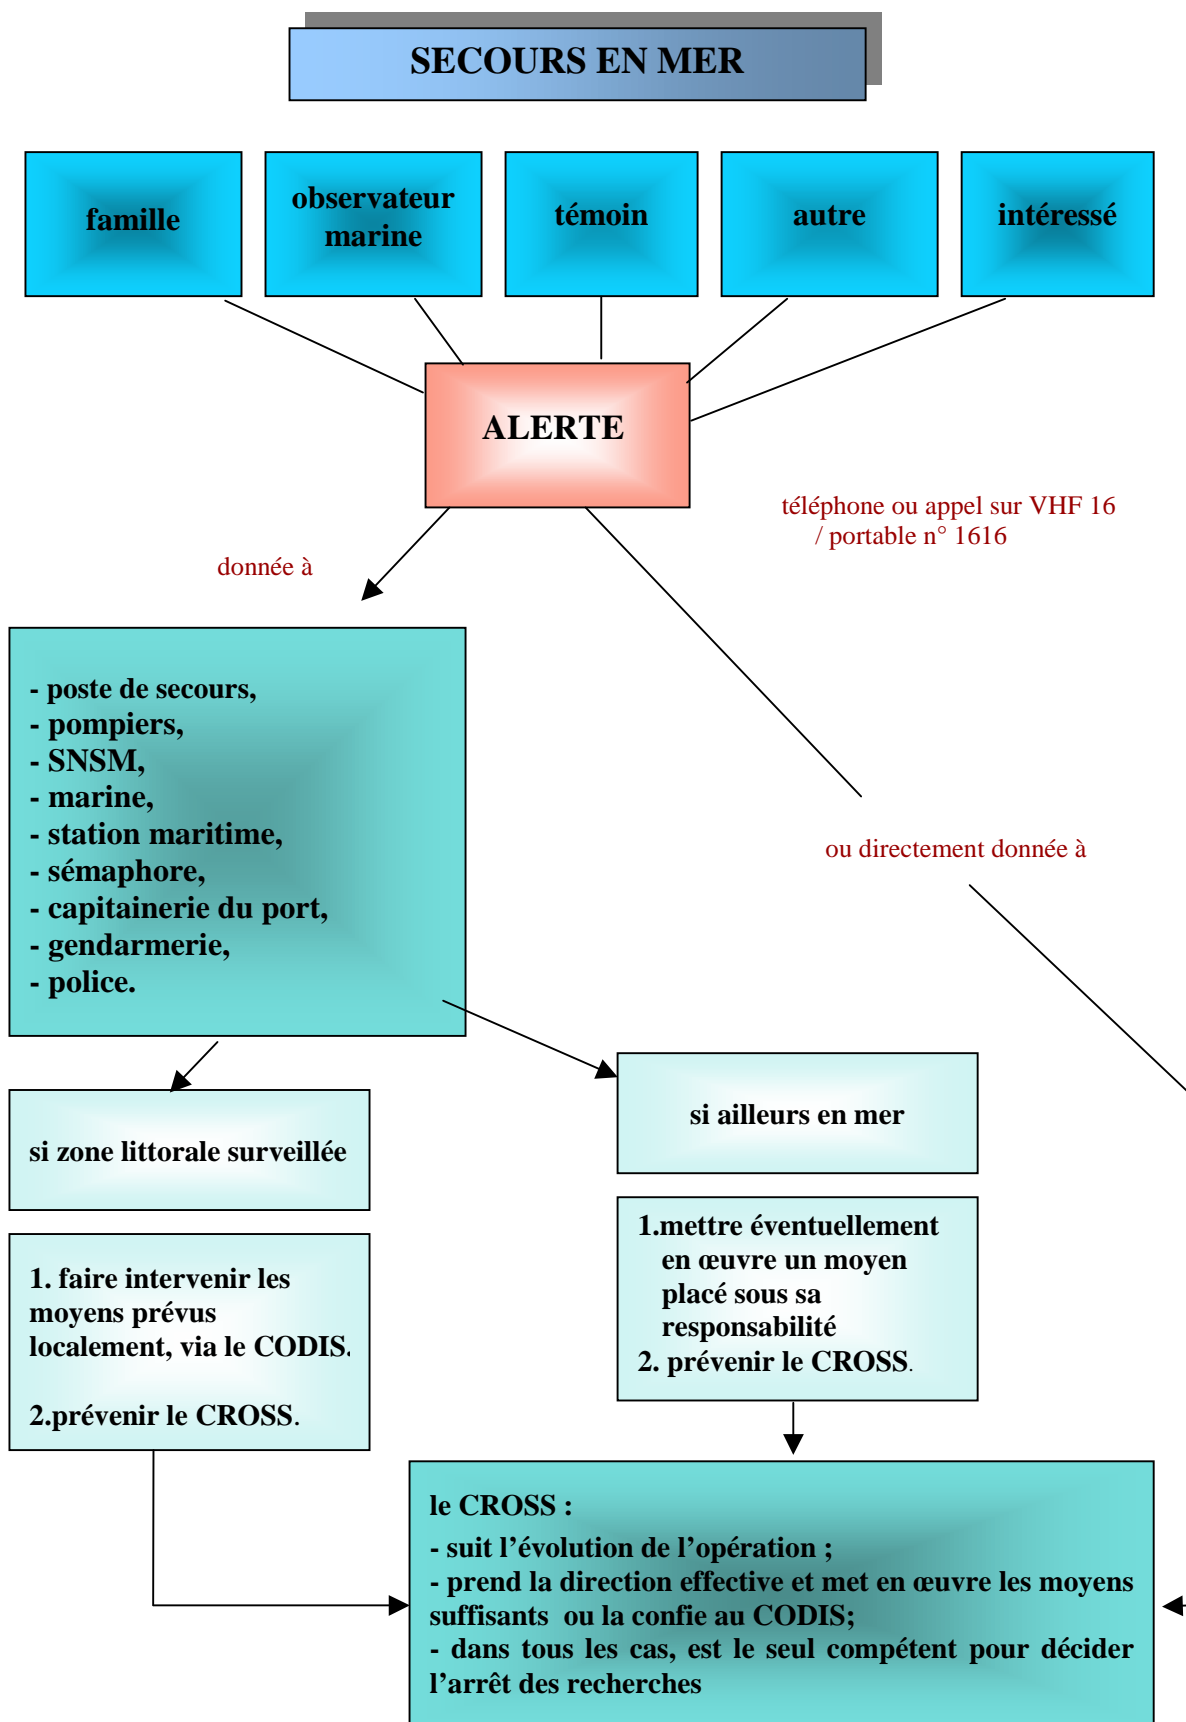 SECOURS EN MER
famille
observateur
marine
témoin
autre
intéressé
ALERTE
téléphone ou appel sur VHF 16
/ portable n° 1616
donnée à
- poste de secours,
- pompiers,
- SNSM,
- marine,
- station maritime,
- sémaphore,
- capitainerie du port,
- gendarmerie,
- police.
ou directement donnée à
si zone littorale surveillée
si ailleurs en mer
1. faire intervenir les
moyens prévus
localement, via le CODIS.
2.prévenir le CROSS.
1.mettre éventuellement
en œuvre un moyen
placé sous sa
responsabilité
2. prévenir le CROSS.
le CROSS :
- suit l’évolution de l’opération ;
- prend la direction effective et met en œuvre les moyens
suffisants ou la confie au CODIS;
- dans tous les cas, est le seul compétent pour décider
l’arrêt des recherches